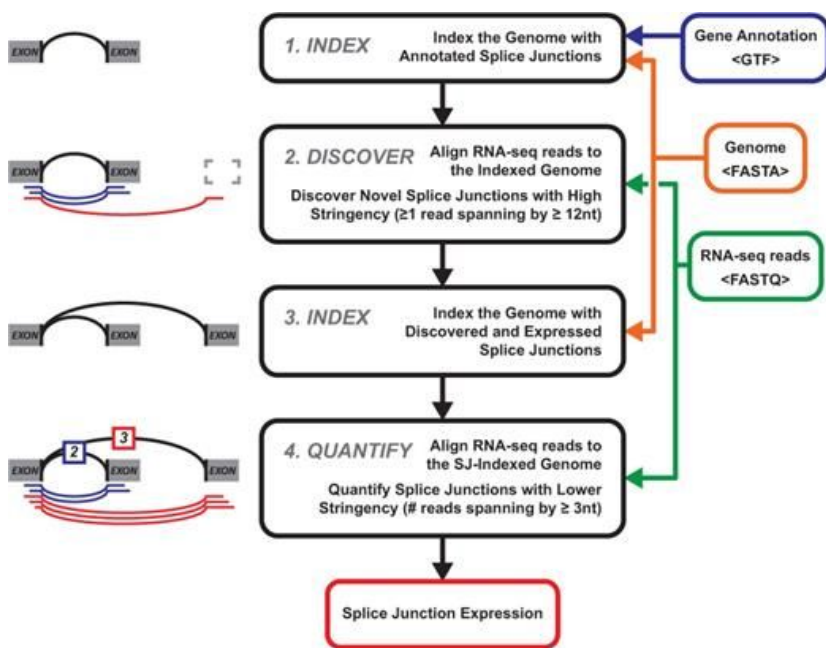 EXON EXON
1. INDEX
Index the Genome with
Annotated Splice Junctions
Gene Annotation
<GTF>
Genome
<FASTA>
EXON EXON
2. DISCOVER
Align RNA-seq reads to
the Indexed Genome
Discover Novel Splice Junctions with High
Stringency (≥1 read spanning by ≥ 12nt)
RNA-seq reads
<FASTQ>
EXON EXON EXON
3. INDEX
Index the Genome with
Discovered and Expressed
Splice Junctions
2 3
EXON EXON EXON
4. QUANTIFY
Align RNA-seq reads to
the SJ-Indexed Genome
Quantify Splice Junctions with Lower
Stringency (# reads spanning by ≥ 3nt)
Splice Junction Expression